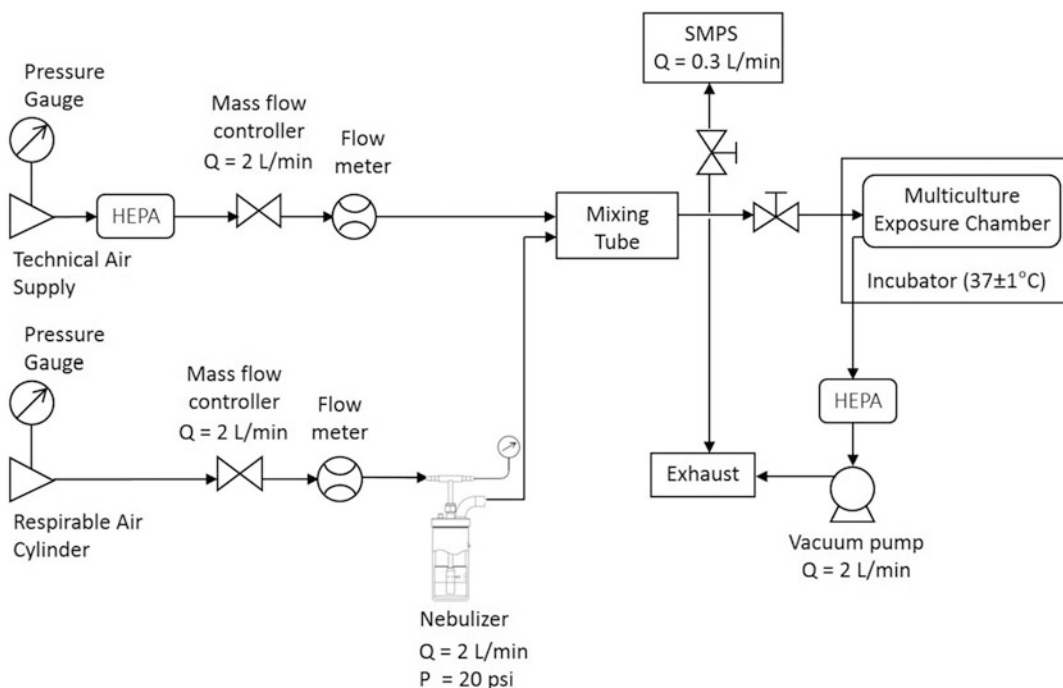 SMPS
Q = 0.3 L/min
Pressure
Gauge
Mass flow
controller
Q = 2 L/min
Flow
meter
HEPA
Technical Air
Supply
Mixing
Tube
Multiculture
Exposure Chamber
Incubator (37±1°C)
Pressure
Gauge
Mass flow
controller
Q = 2 L/min
Flow
meter
Respirable Air
Cylinder
Nebulizer
Q = 2 L/min
P = 20 psi
HEPA
Exhaust
Vacuum pump
Q = 2 L/min